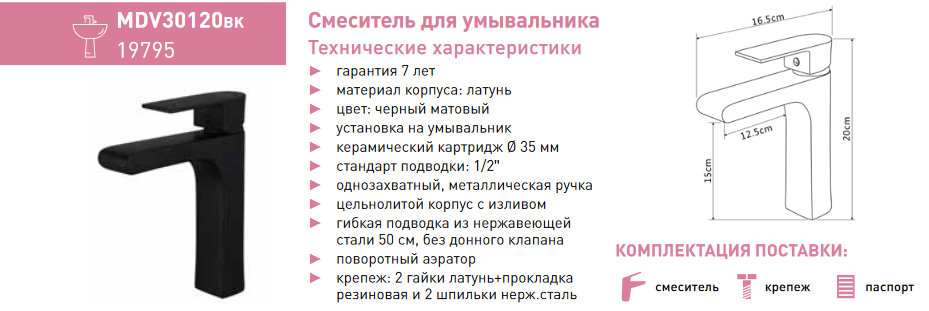 MDV30120вк
19795
Смеситель для умывальника
Технические характеристики
гарантия 7 лет
материал корпуса: латунь
цвет: черный матовый
установка на умывальник
керамический картридж Ø 35 мм
стандарт подводки: 1/2"
однозахватный, металлическая ручка
цельнолитой корпус с изливом
гибкая подводка из нержавеющей
стали 50 см, без донного клапана
поворотный аэратор
крепеж: 2 гайки латунь+прокладка
резиновая и 2 шпильки нерж.сталь
16.5cm
12.5cm
15cm
20cm
КОМПЛЕКТАЦИЯ ПОСТАВКИ:
смеситель
крепеж
паспорт